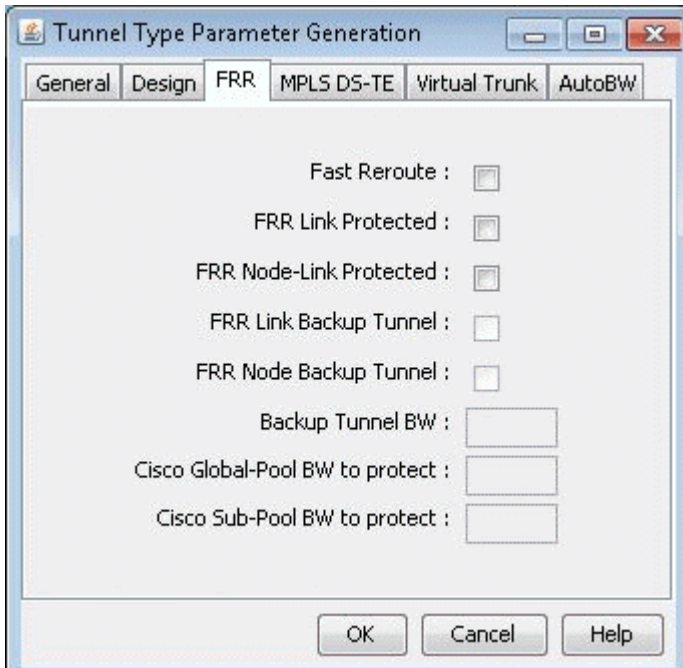 Tunnel Type Parameter Generation
General Design FRR MPLS DS-TE Virtual Trunk AutoBW
Fast Reroute :
FRR Link Protected :
FRR Node-Link Protected :
FRR Link Backup Tunnel :
FRR Node Backup Tunnel :
Backup Tunnel BW :
Cisco Global-Pool BW to protect :
Cisco Sub-Pool BW to protect :
OK Cancel Help